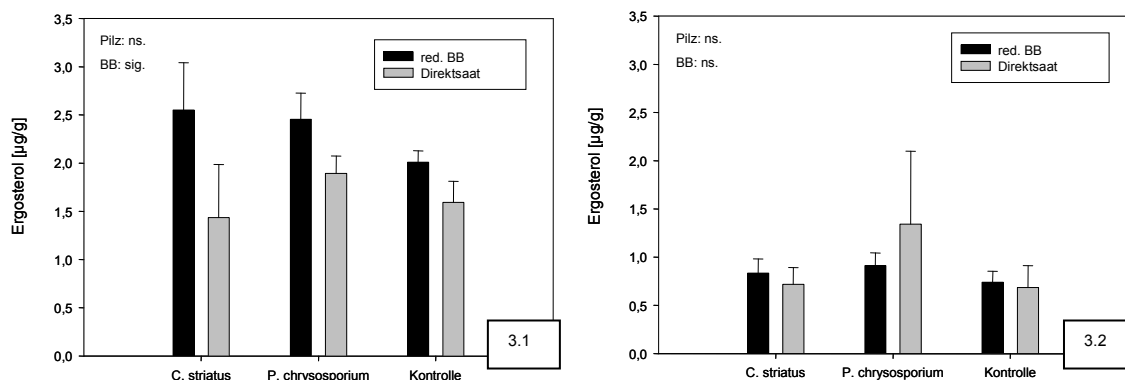 3,5
3,0
2,5
2,0
1,5
1,0
0,5
0,0
Ergosterol [µg/g]
Pilz: ns.
BB: sig.
red. BB
Direktsaat
C. striatus
P. chrysosporium
Kontrolle
3.1
3,5
3,0
2,5
2,0
1,5
1,0
0,5
0,0
Ergosterol [µg/g]
Pilz: ns.
BB: ns.
red. BB
Direktsaat
C. striatus
P. chrysosporium
Kontrolle
3.2